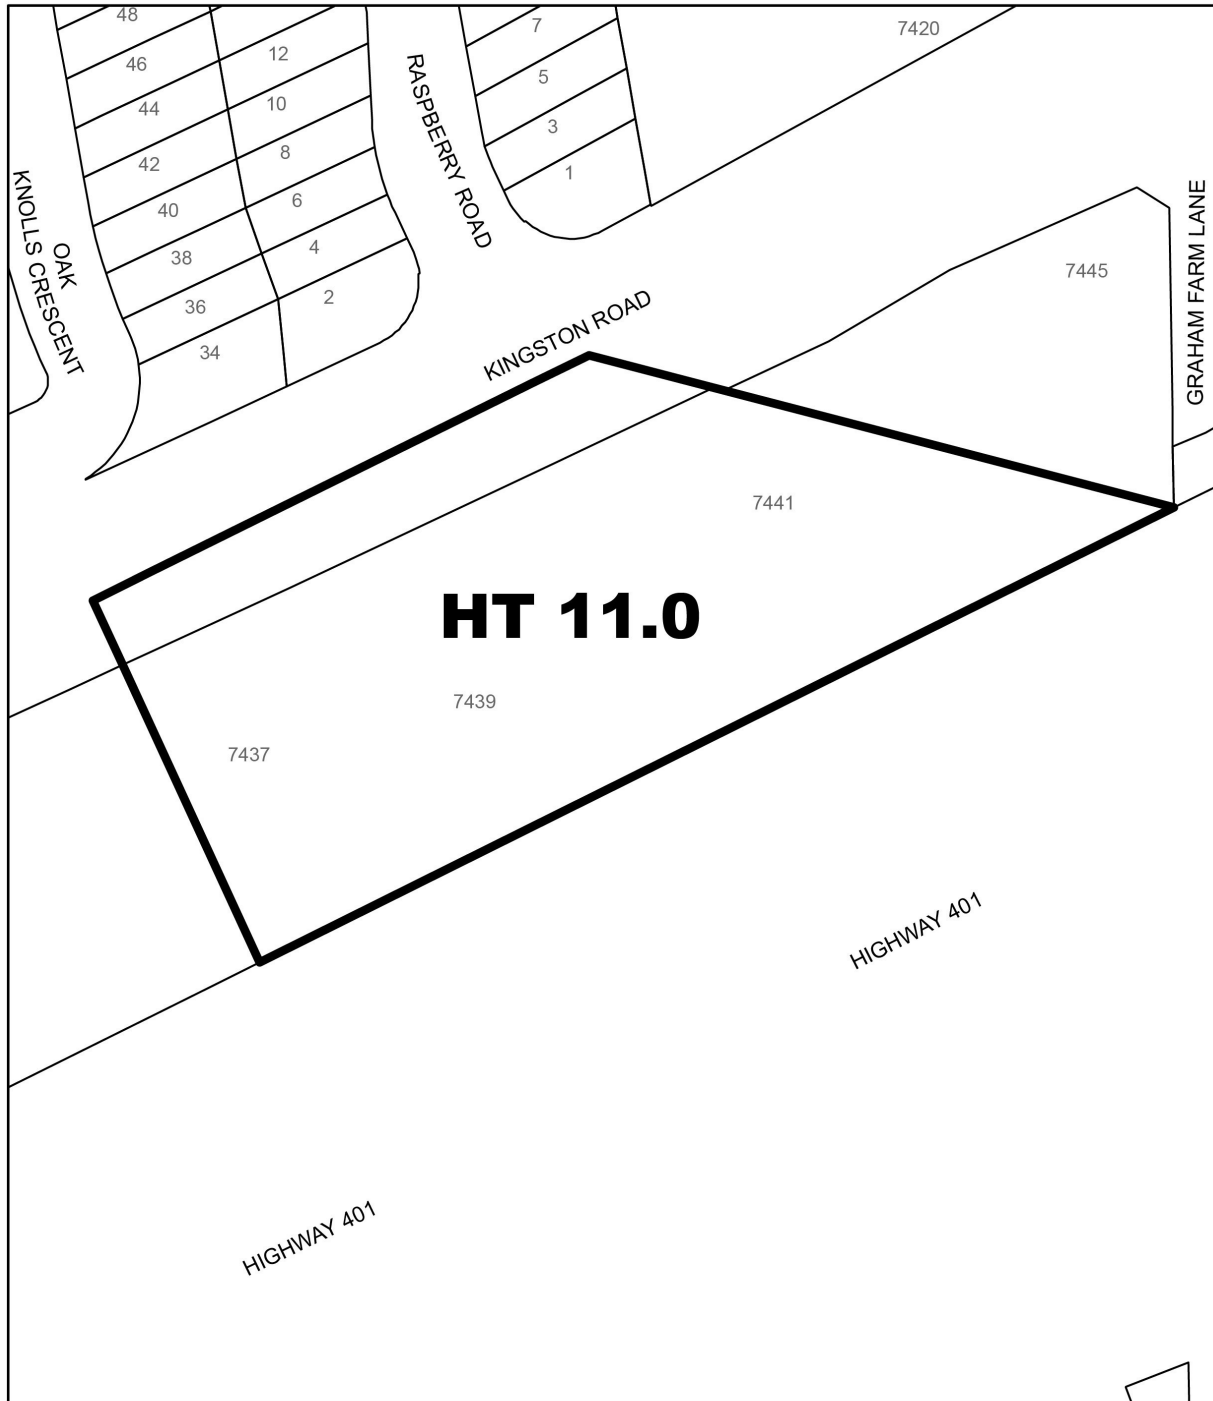 48
46
44
42
40
38
36
34
12
10
8
6
4
2
7
5
3
1
7420
7445
OAK
KNOLLS CRESCENT
RASPBERRY ROAD
KINGSTON ROAD
GRAHAM FARM LANE
7441
HT 11.0
7439
7437
HIGHWAY 401
HIGHWAY 401